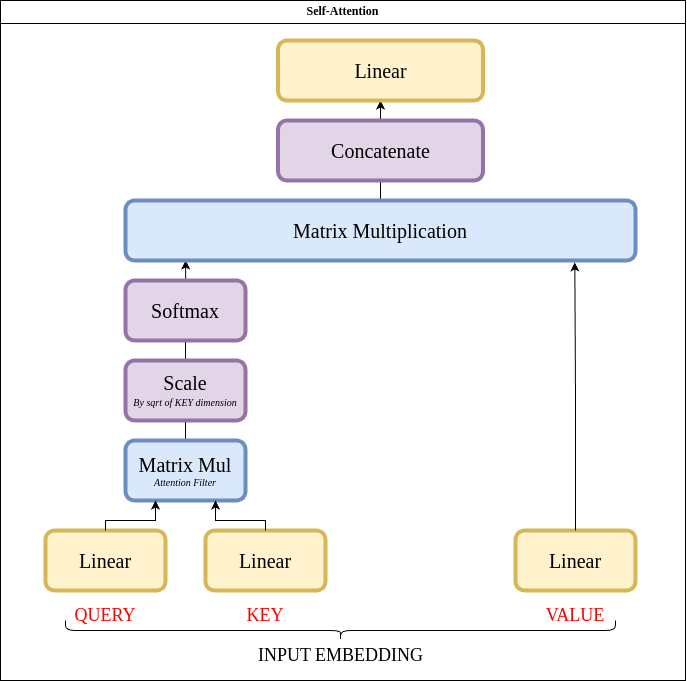 Self-Attention
Linear
Concatenate
Matrix Multiplication
Softmax
Scale
By sqrt of KEY dimension
Matrix Mul
Attention Filter
Linear
Linear
Linear
QUERY
KEY
VALUE
INPUT EMBEDDING